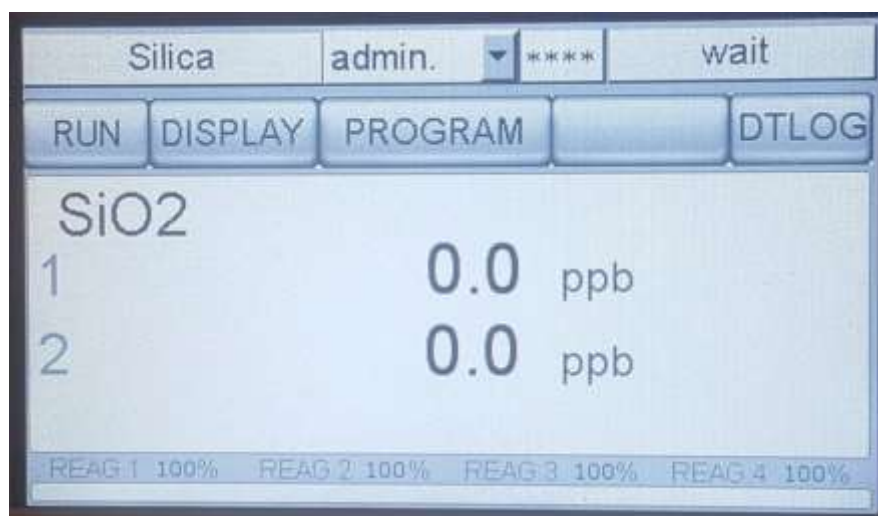 Silica admin. **** wait
RUN DISPLAY PROGRAM DTLOG
SiO2
1 0.0 ppb
2 0.0 ppb
REAG 1 100% REAG 2 100% REAG 3 100% REAG 4 100%